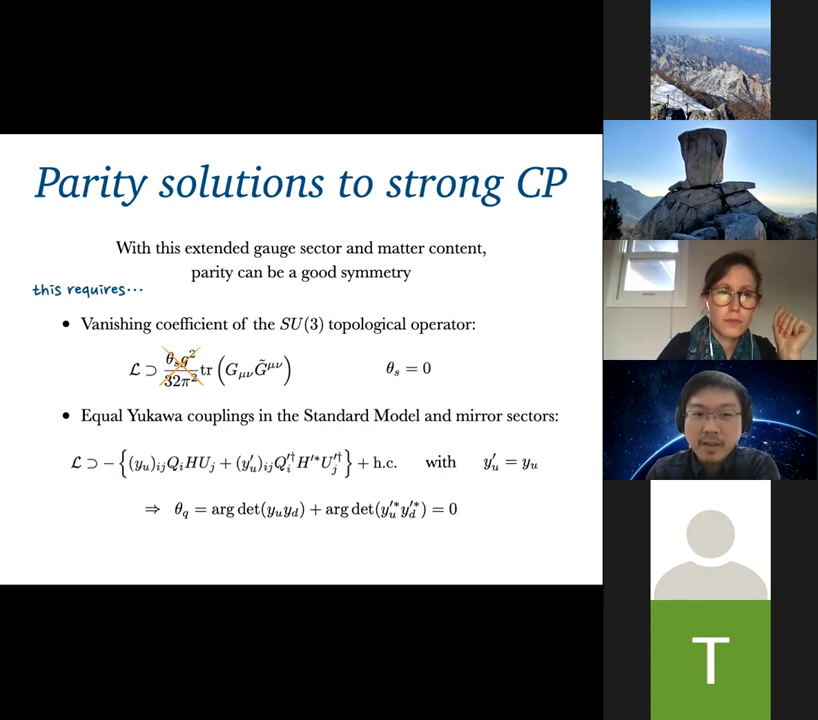 Parity solutions to strong CP
With this extended gauge sector and matter content,
parity can be a good symmetry
this requires...
• Vanishing coefficient of the SU(3) topological operator:
ℒ ⊃ θₛg²/32π² tr (G_μν G̃^μν) θₛ = 0
• Equal Yukawa couplings in the Standard Model and mirror sectors:
ℒ ⊃ − {(y_u)_ij Q_i H U_j + (y′_u)_ij Q′_i^† H′* U′_j^†} + h.c. with y′_u = y_u
⇒ θ_q = arg det(y_u y_d) + arg det(y′_u* y′_d*) = 0
T